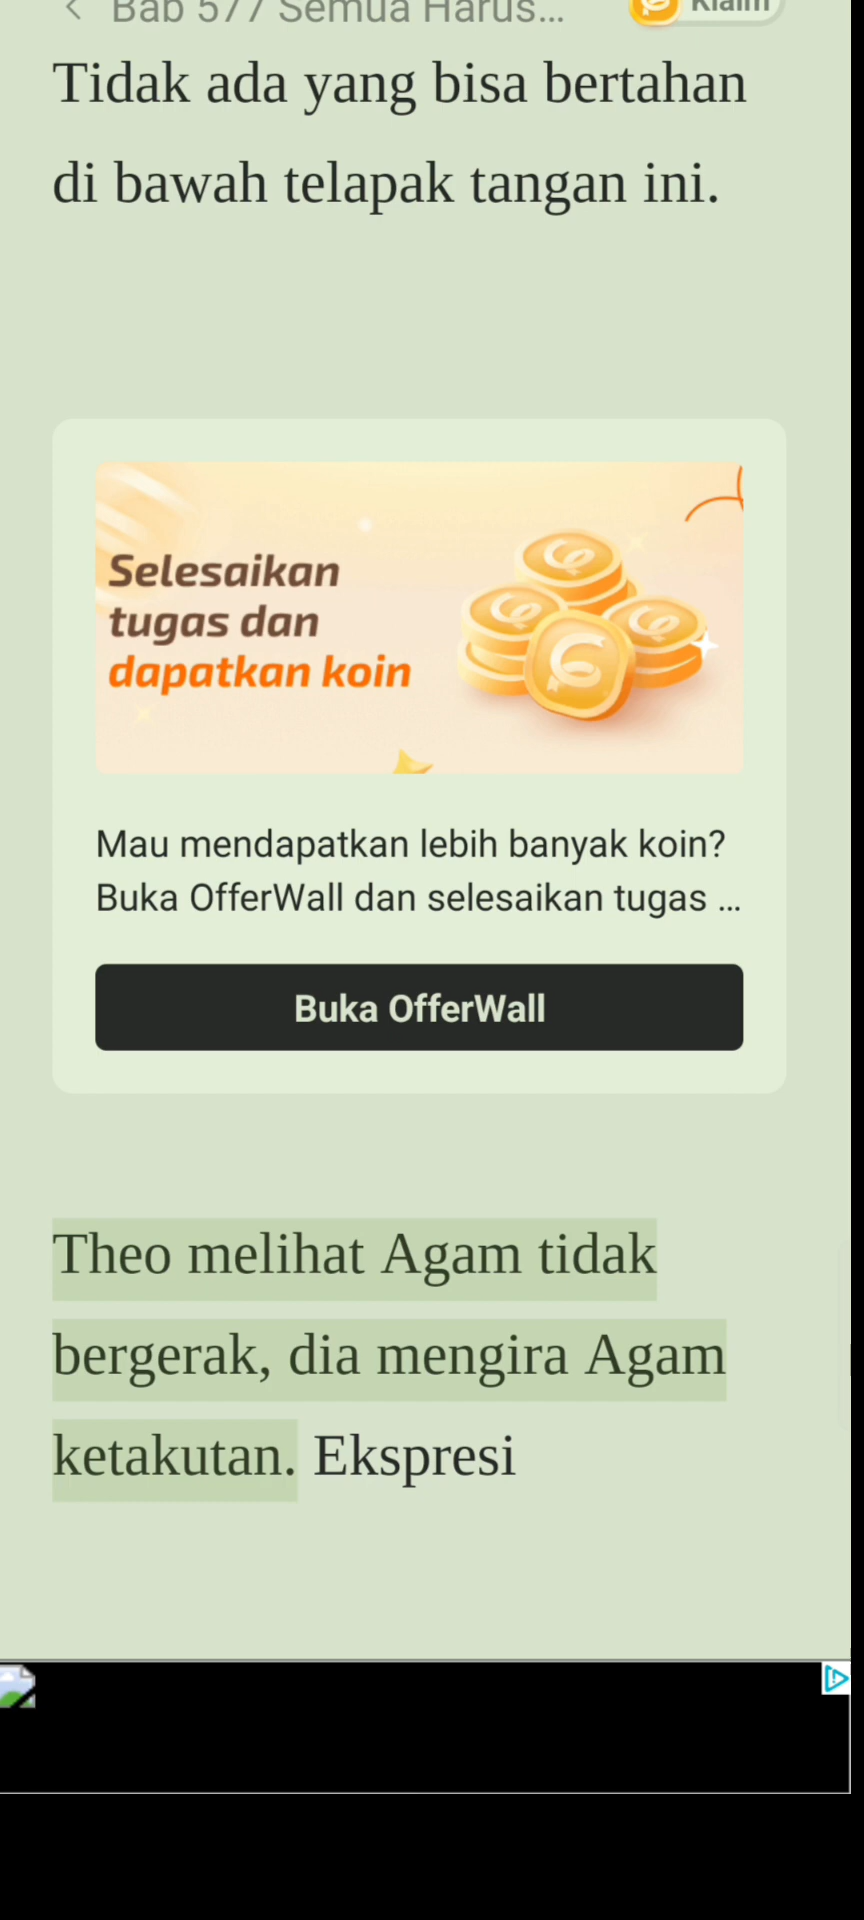 Bab 577 Semua Harus...
Klaim
Tidak ada yang bisa bertahan
di bawah telapak tangan ini.
Selesaikan
tugas dan
dapatkan koin
Mau mendapatkan lebih banyak koin?
Buka OfferWall dan selesaikan tugas ...
Buka OfferWall
Theo melihat Agam tidak
bergerak, dia mengira Agam
ketakutan. Ekspresi